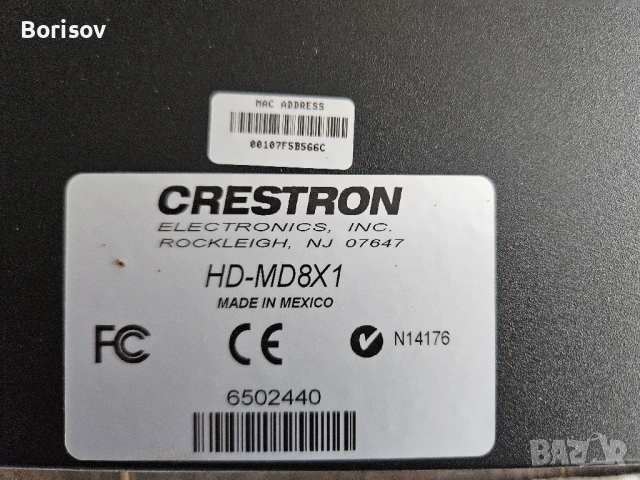 Borisov
MAC ADDRESS
00107F5B566C
CRESTRON
ELECTRONICS, INC.
ROCKLEIGH, NJ 07647
HD-MD8X1
MADE IN MEXICO
FC CE N14176
6502440
BAZAR